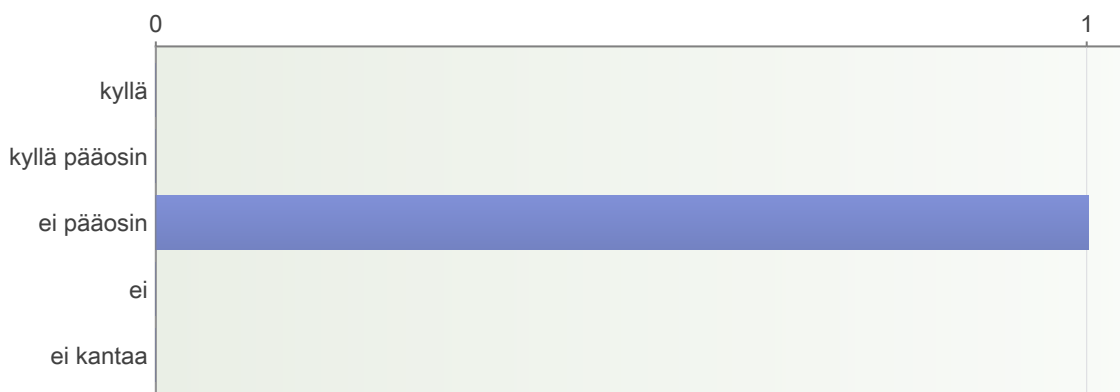 0 1
kyllä
kyllä pääosin
ei pääosin
ei
ei kantaa